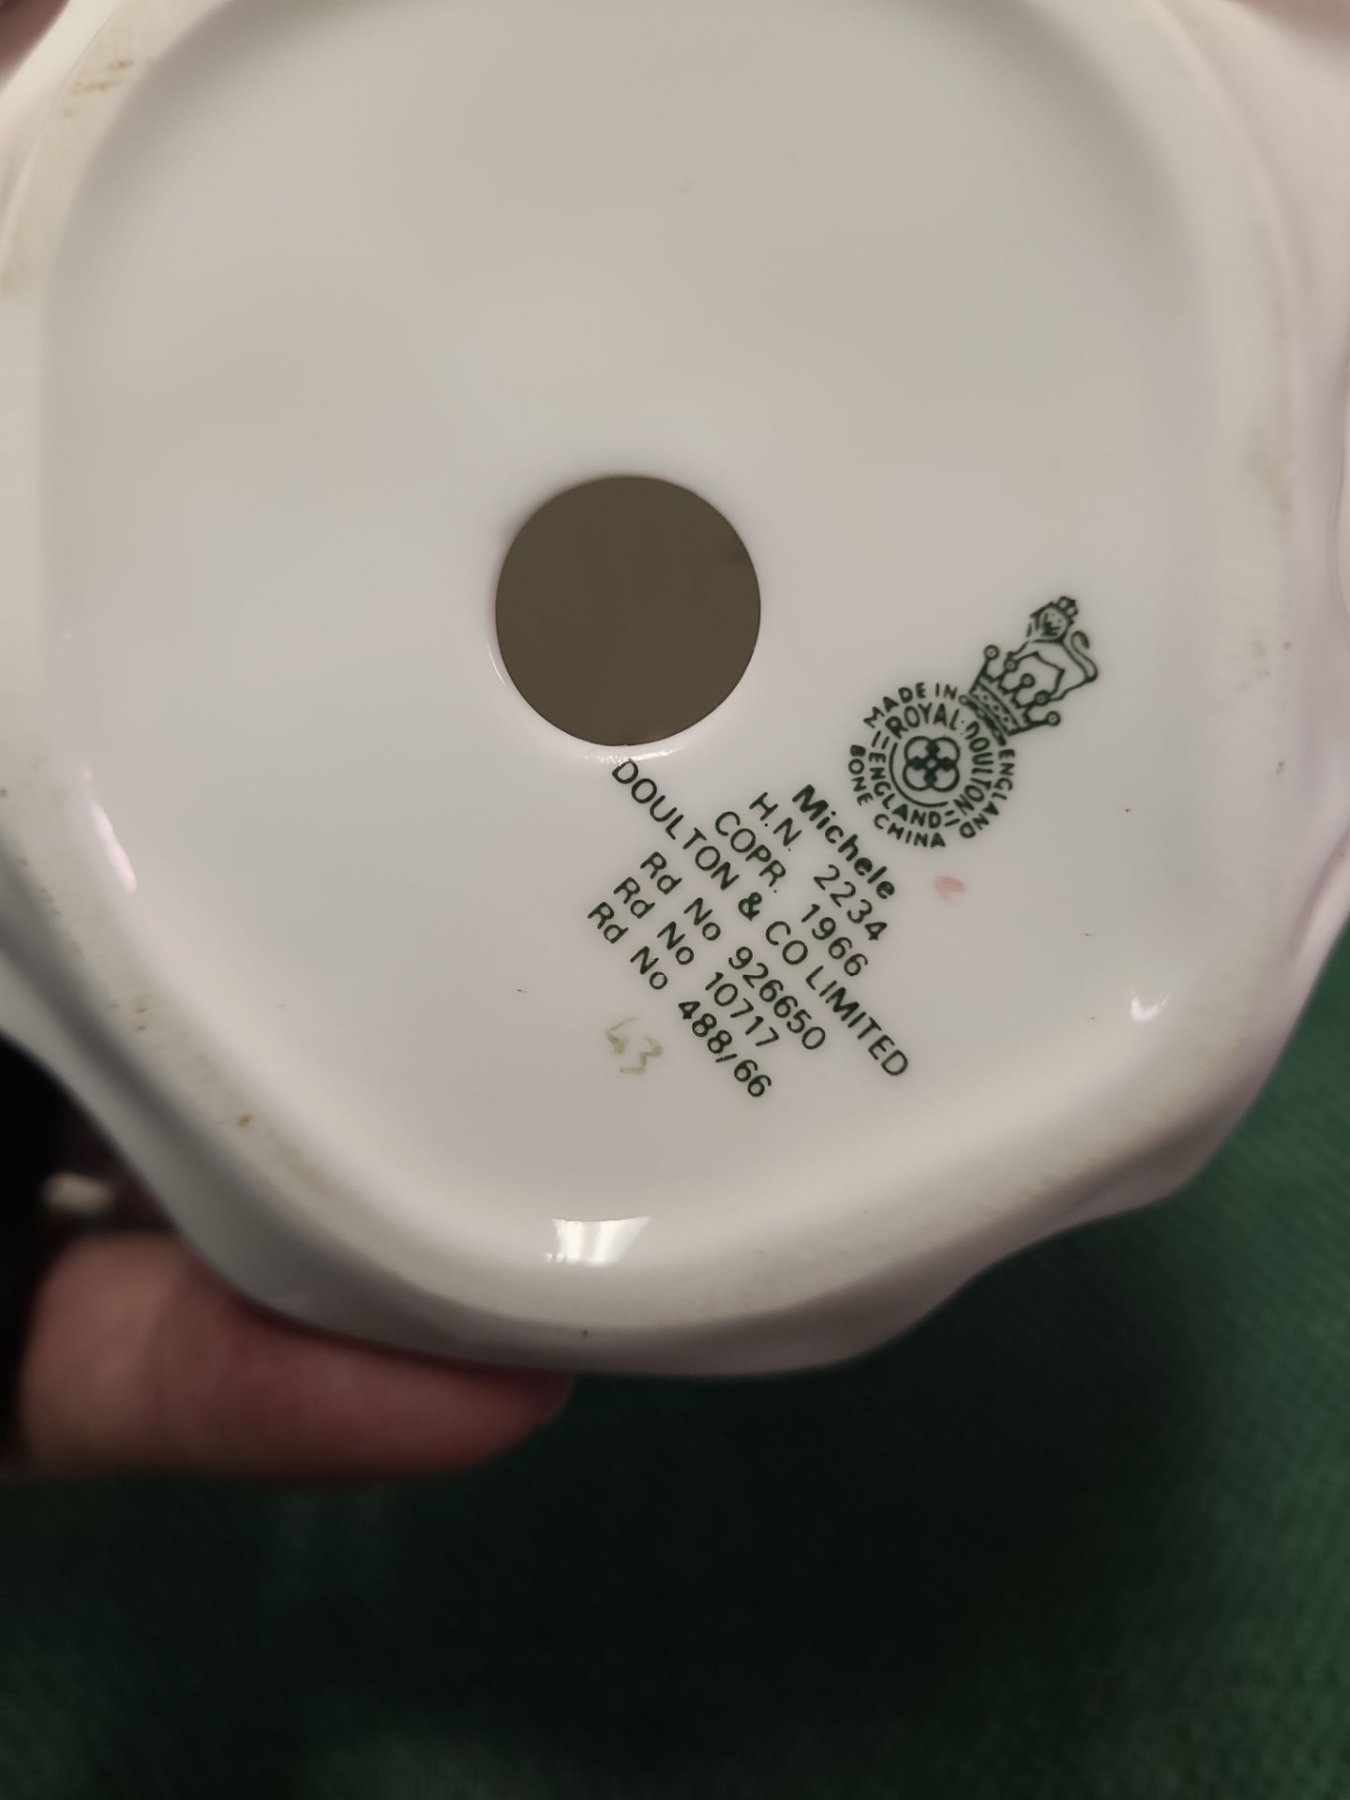 MADE IN ENGLAND
ROYAL·DOULTON
ENGLAND
BONE CHINA
Michele
H.N. 2234
COPR. 1966
DOULTON & CO LIMITED
Rd No 926650
Rd No 10717
Rd No 488/66
63